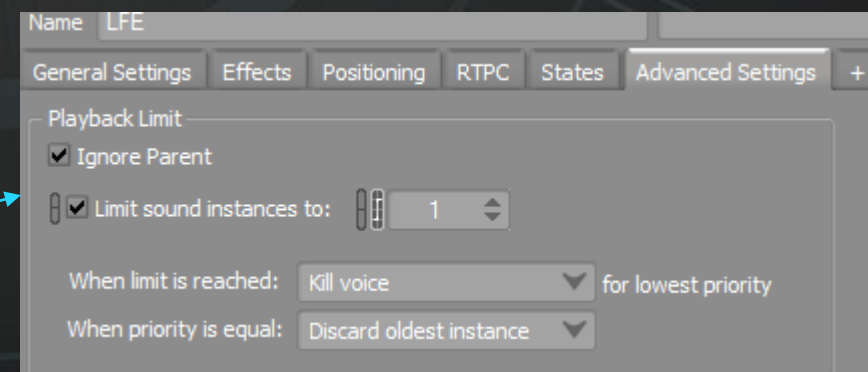 Name LFE
General Settings Effects Positioning RTPC States Advanced Settings +
Playback Limit
Ignore Parent
Limit sound instances to: 1
When limit is reached: Kill voice for lowest priority
When priority is equal: Discard oldest instance